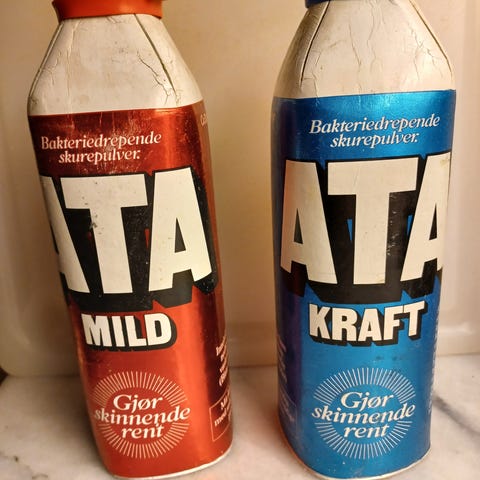 Bakteriedrepende
skurepulver.
ATA
MILD
Gjør
skinnende
rent
Bakteriedrepende
skurepulver.
ATA
KRAFT
Gjør
skinnende
rent